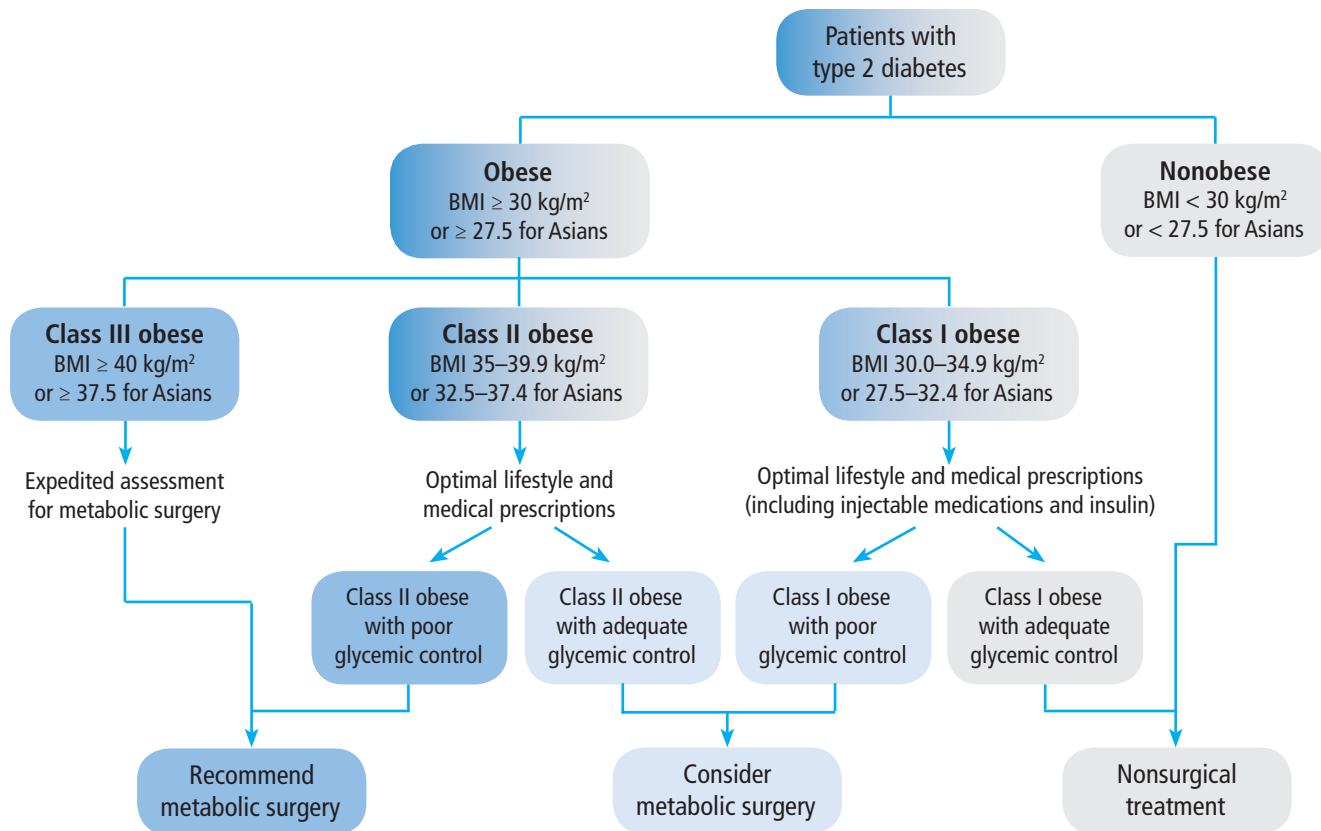 Patients with
type 2 diabetes
Obese
BMI ≥ 30 kg/m²
or ≥ 27.5 for Asians
Nonobese
BMI < 30 kg/m²
or < 27.5 for Asians
Class III obese
BMI ≥ 40 kg/m²
or ≥ 37.5 for Asians
Class II obese
BMI 35–39.9 kg/m²
or 32.5–37.4 for Asians
Class I obese
BMI 30.0–34.9 kg/m²
or 27.5–32.4 for Asians
Expedited assessment
for metabolic surgery
Optimal lifestyle and
medical prescriptions
Optimal lifestyle and medical prescriptions
(including injectable medications and insulin)
Class II obese
with poor
glycemic control
Class II obese
with adequate
glycemic control
Class I obese
with poor
glycemic control
Class I obese
with adequate
glycemic control
Recommend
metabolic surgery
Consider
metabolic surgery
Nonsurgical
treatment